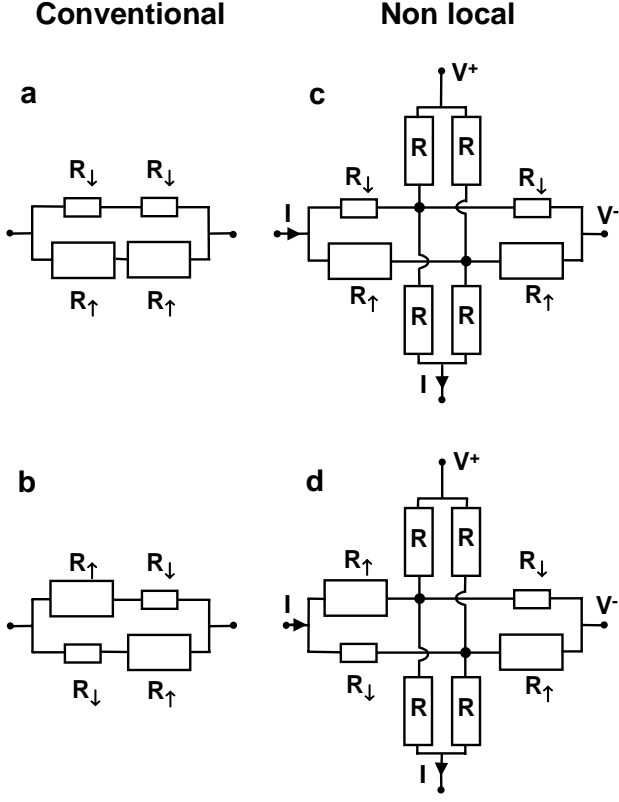 Conventional
Non local
a
R↓ R↓
R↑ R↑
c
V+
R R
R↓ R↓
I
V-
R↑ R↑
R R
I
b
R↑ R↓
R↓ R↑
d
V+
R R
R↑ R↓
I
V-
R↓ R↑
R R
I